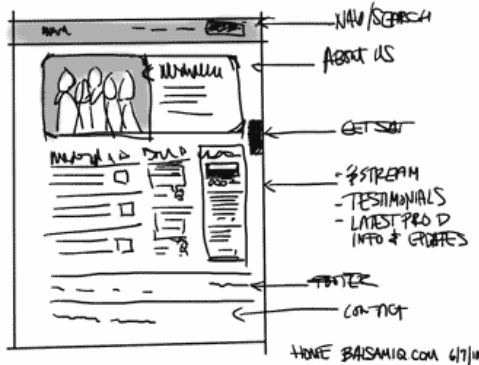 NAV/SEARCH
ABOUT US
GET SAT
- STREAM
- TESTIMONIALS
- LATEST PROD
INFO & UPDATES
FOOTER
CONTACT
HOME BALSAMIQ.COM